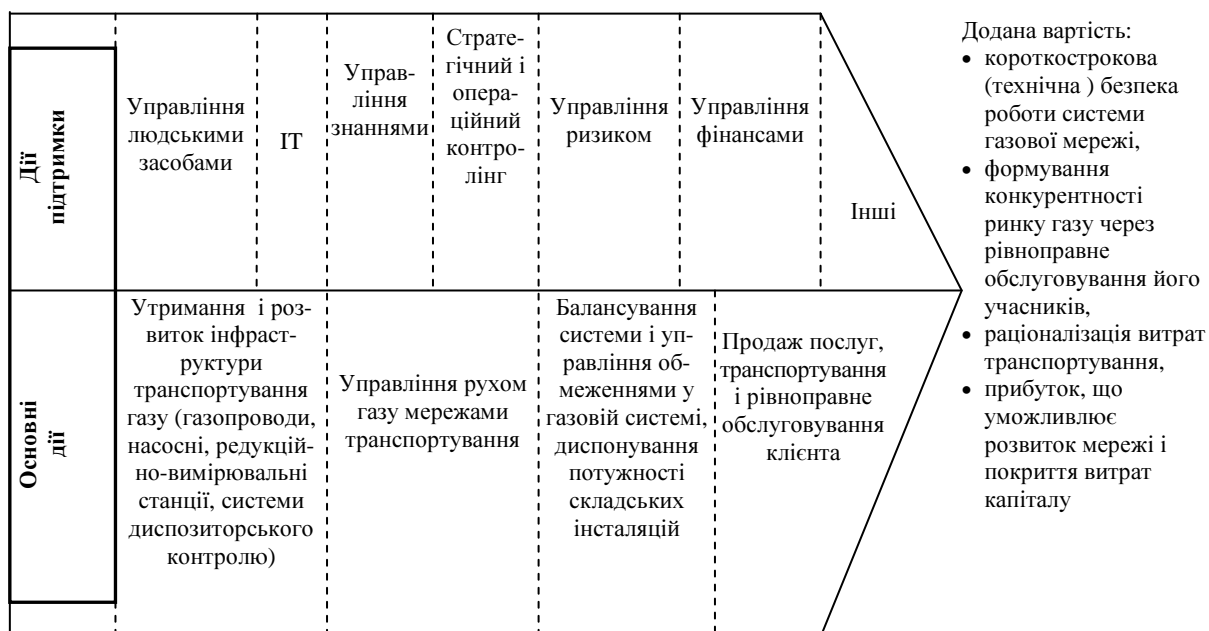 Дії
підтримки
Управління
людськими
засобами
ІТ
Управ-
ління
знаннями
Страте-
гічний і
опера-
ційний
контро-
лінг
Управління
ризиком
Управління
фінансами
Інші
Основні
дії
Утримання і роз-
виток інфраст-
руктури
транспортування
газу (газопроводи,
насосні, редукцій-
но-вимірювальні
станції, системи
диспозиторського
контролю)
Управління рухом
газу мережами
транспортування
Балансування
системи і уп-
равління об-
меженнями у
газовій системі,
диспонування
потужності
складських
інсталяцій
Продаж послуг,
транспортування
і рівноправне
обслуговування
клієнта
Додана вартість:
• короткострокова
(технічна ) безпека
роботи системи
газової мережі,
• формування
конкурентності
ринку газу через
рівноправне
обслуговування його
учасників,
• раціоналізація витрат
транспортування,
• прибуток, що
уможливлює
розвиток мережі і
покриття витрат
капіталу